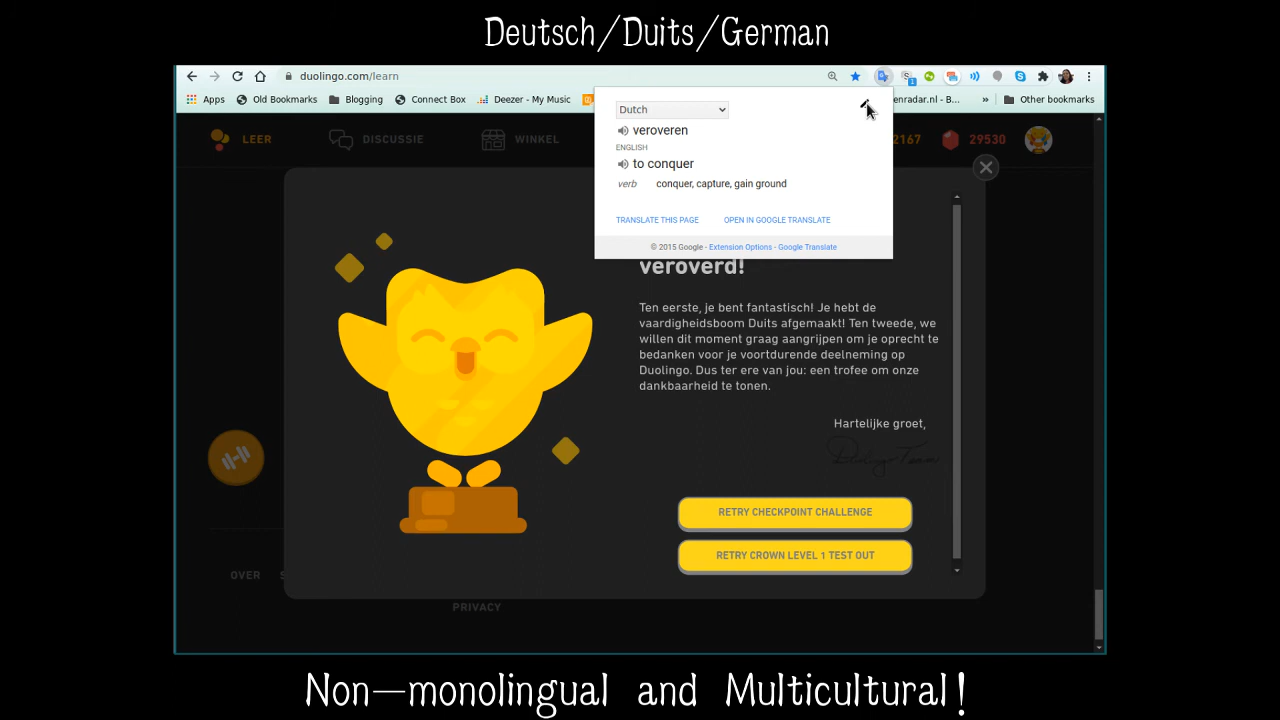 Deutsch/Duits/German
duolingo.com/learn
Apps
Old Bookmarks
Blogging
Connect Box
Deezer - My Music
enradar.nl - B...
»
Other bookmarks
LEER
DISCUSSIE
WINKEL
2167
29530
Dutch
veroveren
ENGLISH
to conquer
verb conquer, capture, gain ground
TRANSLATE THIS PAGE
OPEN IN GOOGLE TRANSLATE
© 2015 Google - Extension Options - Google Translate
veroverd!
Ten eerste, je bent fantastisch! Je hebt de
vaardigheidsboom Duits afgemaakt! Ten tweede, we
willen dit moment graag aangrijpen om je oprecht te
bedanken voor je voortdurende deelneming op
Duolingo. Dus ter ere van jou: een trofee om onze
dankbaarheid te tonen.
Hartelijke groet,
Duolingo Team
RETRY CHECKPOINT CHALLENGE
RETRY CROWN LEVEL 1 TEST OUT
OVER
PRIVACY
Non-monolingual and Multicultural!